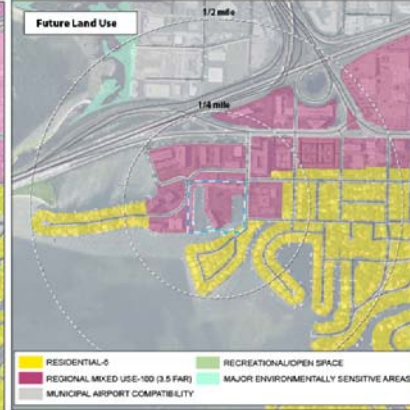 Future Land Use
1/2 mile
1/4 mile
RESIDENTIAL-6
RECREATIONAL/OPEN SPACE
REGIONAL MIXED USE-100 (3.5 FAR)
MAJOR ENVIRONMENTALLY SENSITIVE AREAS
MUNICIPAL AIRPORT COMPATIBILITY